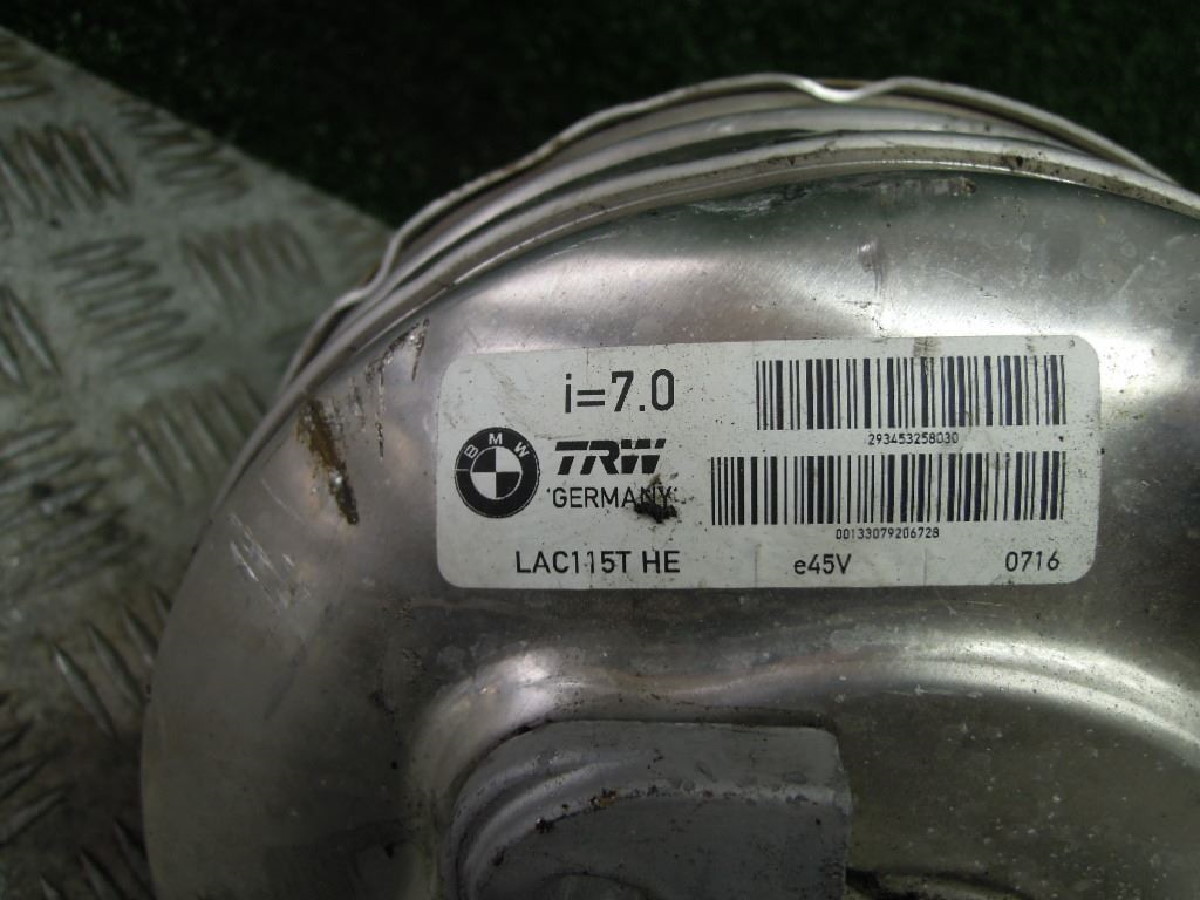 i=7.0
293453258030
BMW
TRW
"GERMANY"
00133079206728
LAC115T HE
e45V
0716